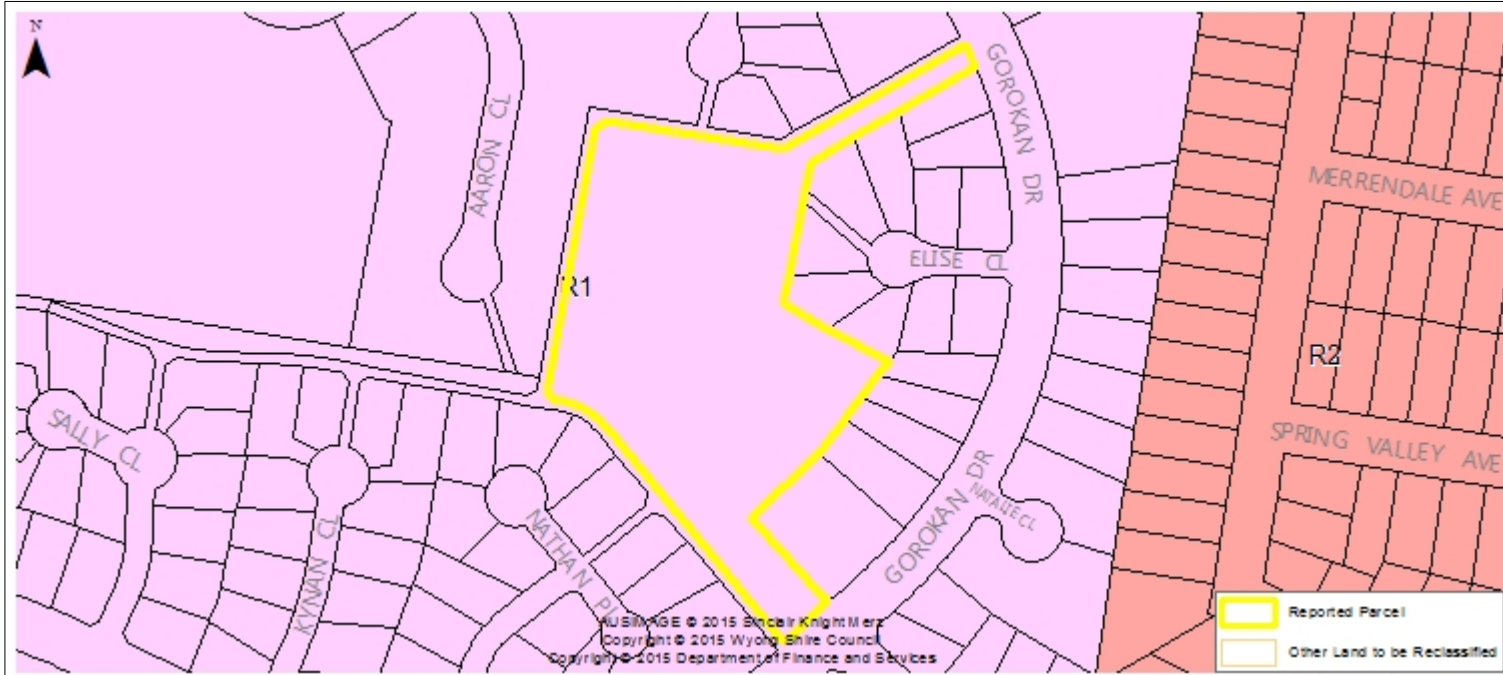 N
GOROKAN DR
AARON CL
MERRENDALE AVE
ELISE CL
R1
R2
SALLY CL
SPRING VALLEY AVE
GOROKAN DR
NATALIE CL
NATHAN PL
KYNAN CL
AUSIMAGE © 2015 Sinclair Knight Merz
Copyright © 2015 Wyong Shire Council
Copyright © 2015 Department of Finance and Services
Reported Parcel
Other Land to be Reclassified